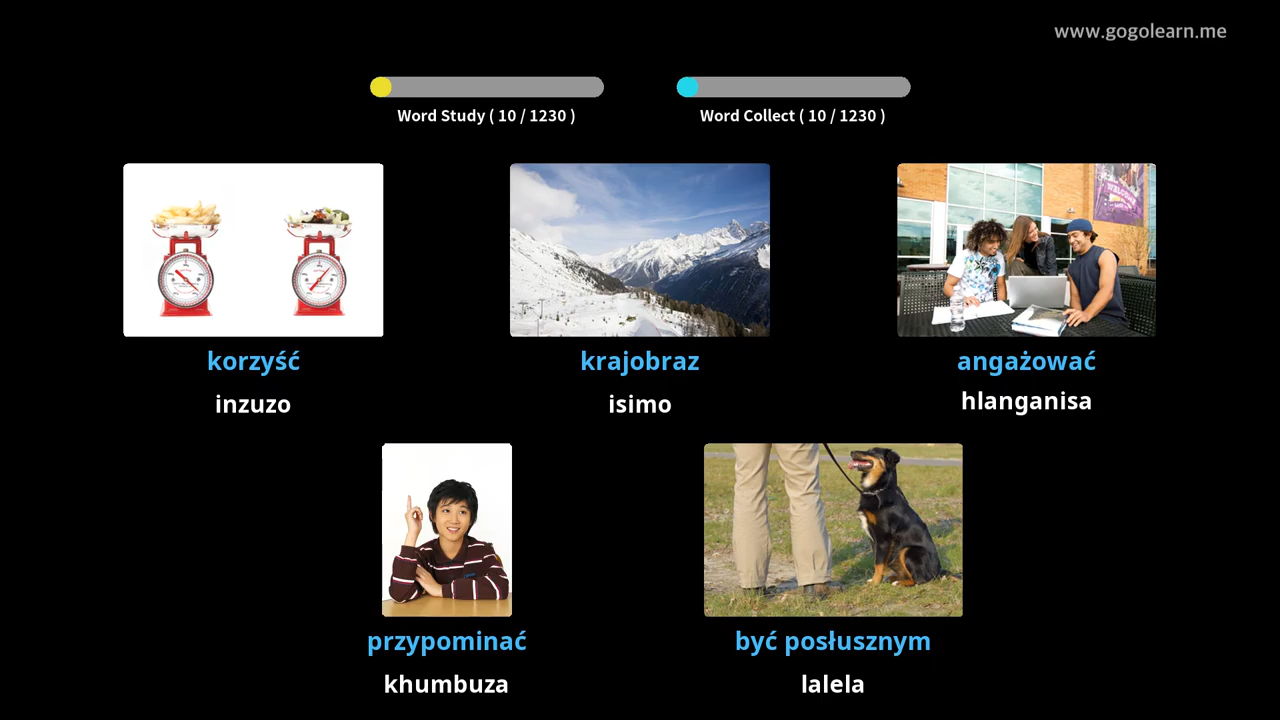 www.gogolearn.me
Word Study ( 10 / 1230 )
Word Collect ( 10 / 1230 )
korzyść
inzuzo
krajobraz
isimo
angażować
hlanganisa
przypominać
khumbuza
być posłusznym
lalela